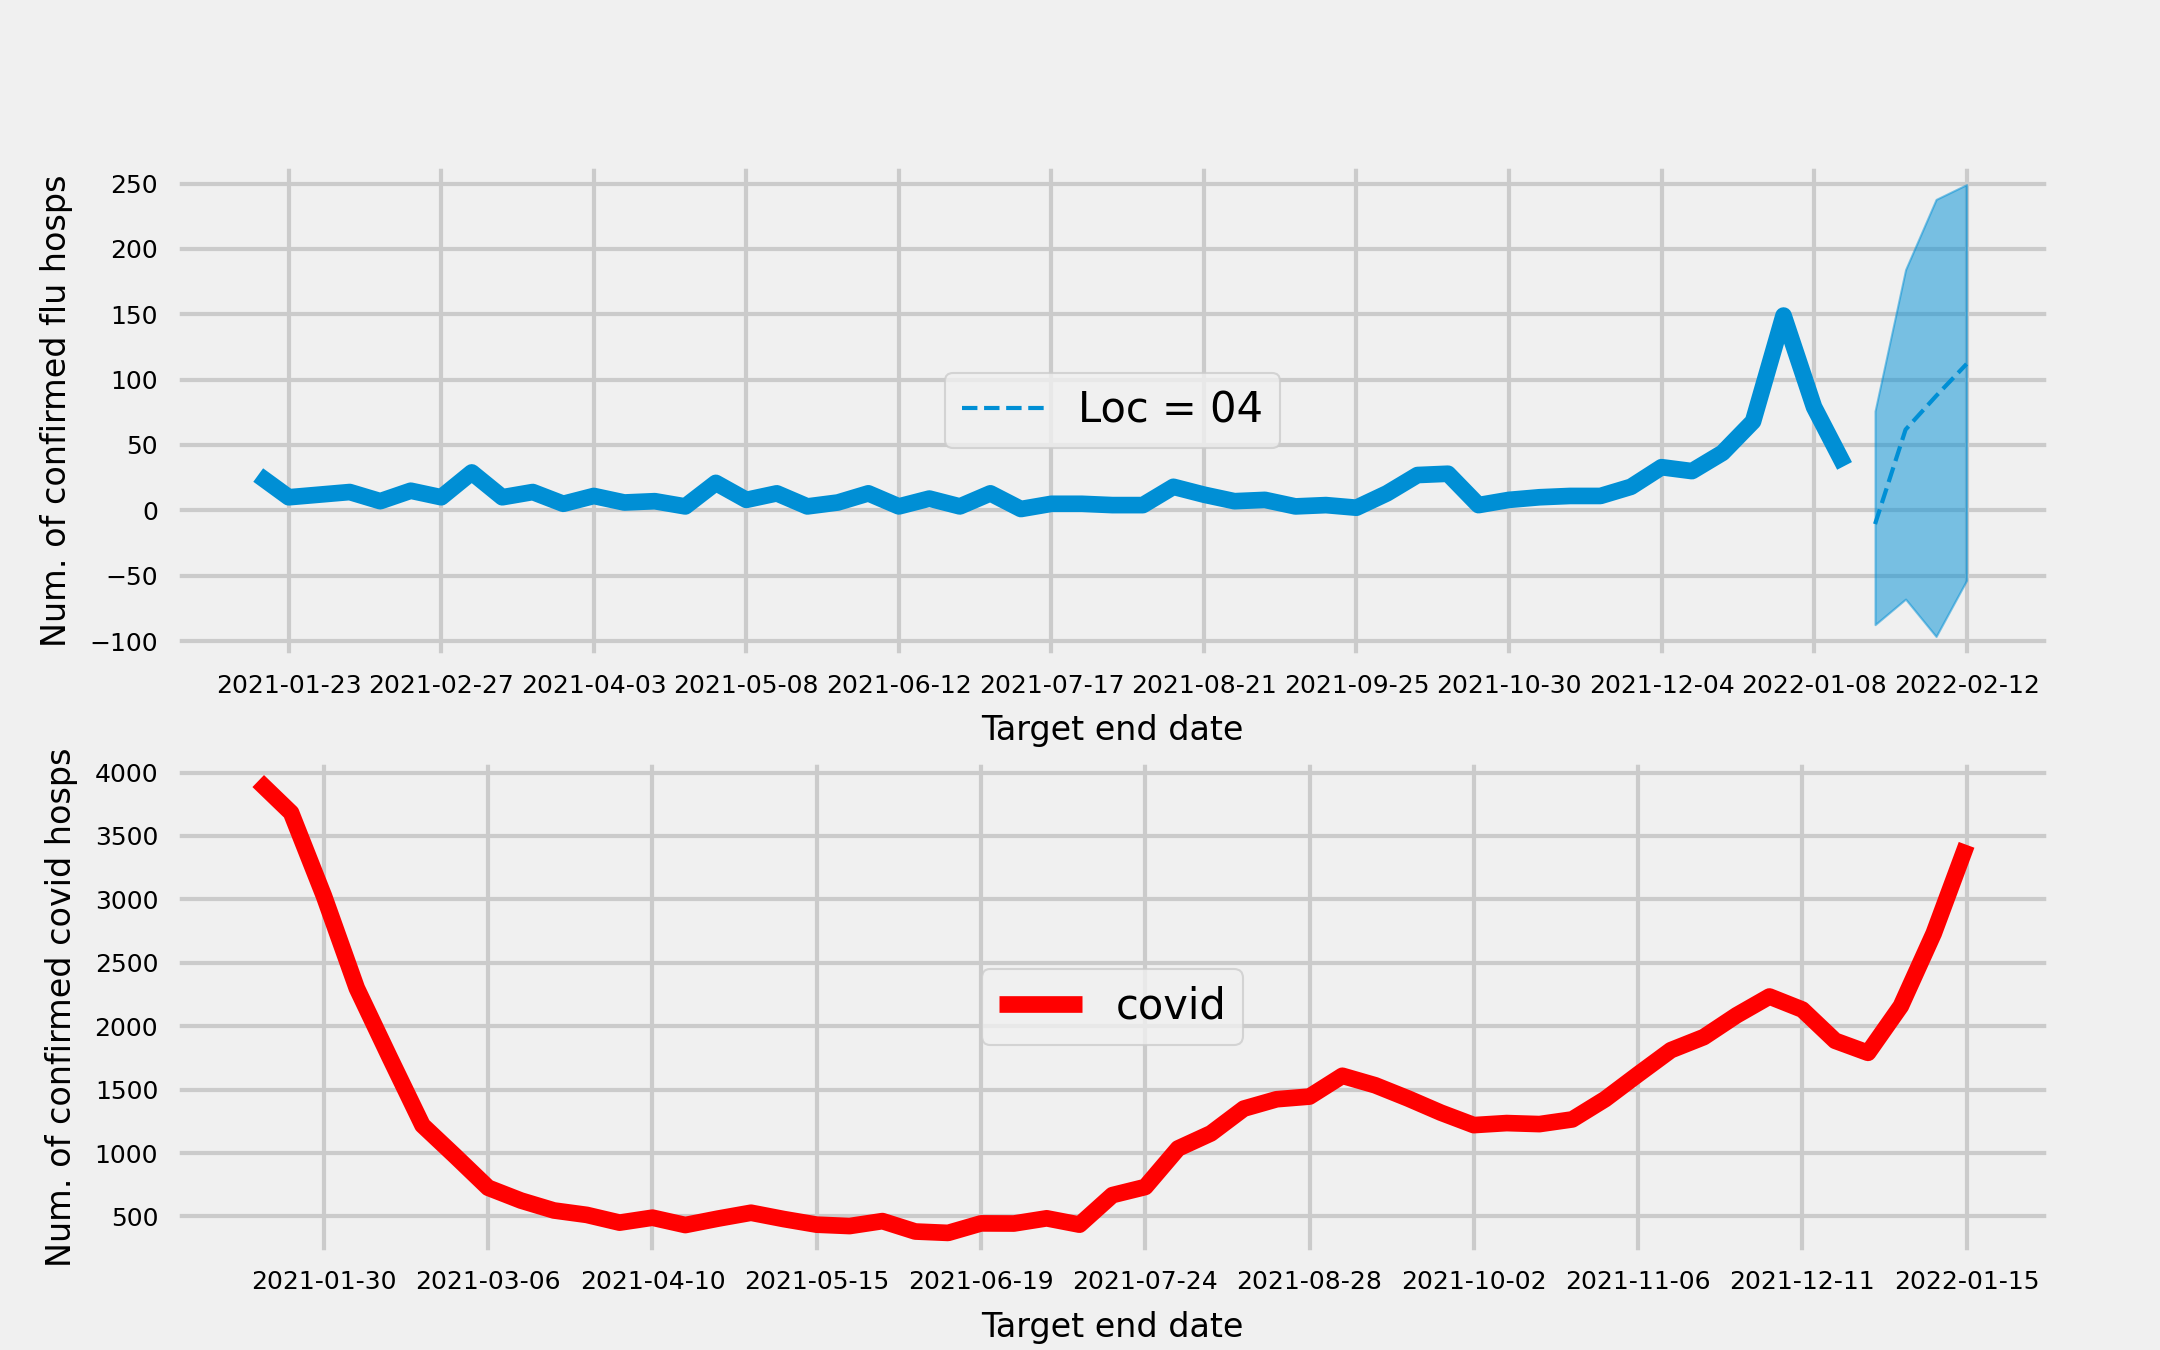 Num. of confirmed flu hosps
250
200
150
100
50
0
−50
−100
Loc = 04
2021-01-23 2021-02-27 2021-04-03 2021-05-08 2021-06-12 2021-07-17 2021-08-21 2021-09-25 2021-10-30 2021-12-04 2022-01-08 2022-02-12
Target end date
Num. of confirmed covid hosps
4000
3500
3000
2500
2000
1500
1000
500
covid
2021-01-30 2021-03-06 2021-04-10 2021-05-15 2021-06-19 2021-07-24 2021-08-28 2021-10-02 2021-11-06 2021-12-11 2022-01-15
Target end date